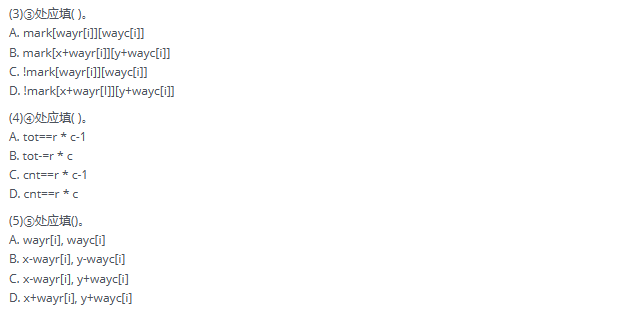 (3)③处应填( )。
A. mark[wayr[i]][wayc[i]]
B. mark[x+wayr[i]][y+wayc[i]]
C. !mark[wayr[i]][wayc[i]]
D. !mark[x+wayr[l]][y+wayc[i]]
(4)④处应填( )。
A. tot==r * c-1
B. tot-=r * c
C. cnt==r * c-1
D. cnt==r * c
(5)⑤处应填()。
A. wayr[i], wayc[i]
B. x-wayr[i], y-wayc[i]
C. x-wayr[i], y+wayc[i]
D. x+wayr[i], y+wayc[i]